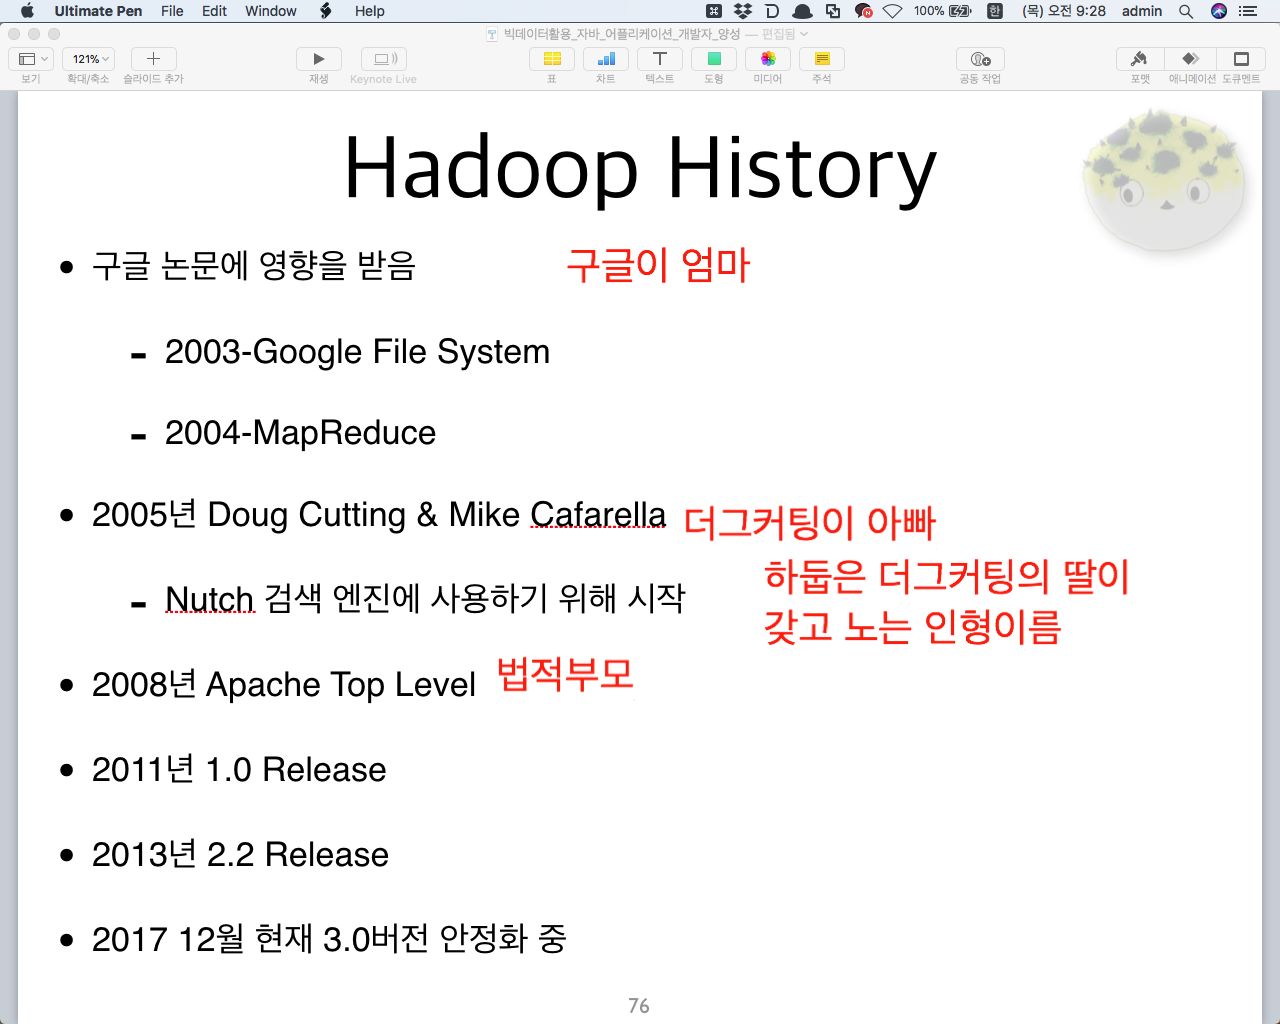 Ultimate Pen File Edit Window Help 100% 한 (목) 오전 9:28 admin
빅데이터활용_자바_어플리케이션_개발자_양성 — 편집됨
121%
보기 확대/축소 슬라이드 추가 재생 Keynote Live 표 차트 텍스트 도형 미디어 주석 공동 작업 포맷 애니메이션 도큐멘트
Hadoop History
• 구글 논문에 영향을 받음 구글이 엄마
- 2003-Google File System
- 2004-MapReduce
• 2005년 Doug Cutting & Mike Cafarella 더그커팅이 아빠
하둡은 더그커팅의 딸이
- Nutch 검색 엔진에 사용하기 위해 시작
갖고 노는 인형이름
• 2008년 Apache Top Level 법적부모
• 2011년 1.0 Release
• 2013년 2.2 Release
• 2017 12월 현재 3.0버전 안정화 중
76